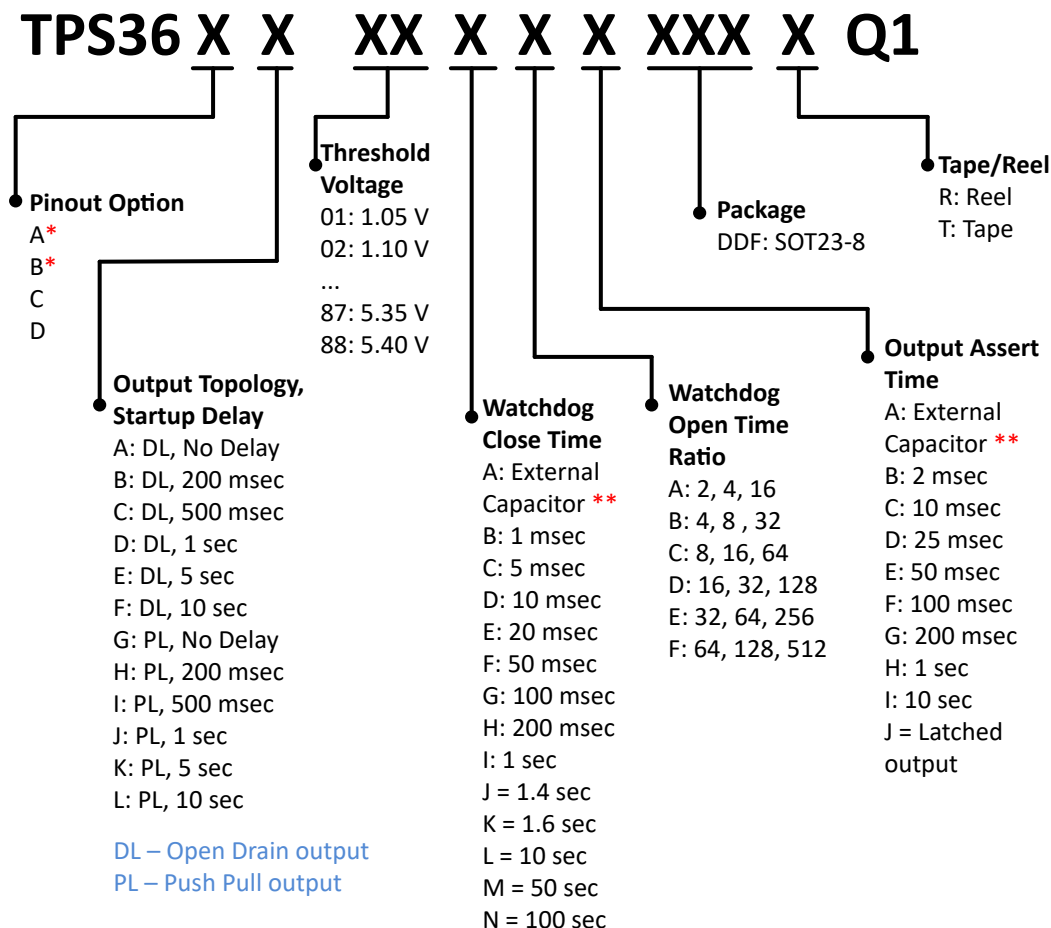 TPS36 X X XX X X X XXX X Q1
Pinout Option
A*
B*
C
D
Output Topology,
Startup Delay
A: DL, No Delay
B: DL, 200 msec
C: DL, 500 msec
D: DL, 1 sec
E: DL, 5 sec
F: DL, 10 sec
G: PL, No Delay
H: PL, 200 msec
I: PL, 500 msec
J: PL, 1 sec
K: PL, 5 sec
L: PL, 10 sec
DL – Open Drain output
PL – Push Pull output
Threshold
Voltage
01: 1.05 V
02: 1.10 V
...
87: 5.35 V
88: 5.40 V
Watchdog
Close Time
A: External
Capacitor **
B: 1 msec
C: 5 msec
D: 10 msec
E: 20 msec
F: 50 msec
G: 100 msec
H: 200 msec
I: 1 sec
J = 1.4 sec
K = 1.6 sec
L = 10 sec
M = 50 sec
N = 100 sec
Watchdog
Open Time
Ratio
A: 2, 4, 16
B: 4, 8 , 32
C: 8, 16, 64
D: 16, 32, 128
E: 32, 64, 256
F: 64, 128, 512
Package
DDF: SOT23-8
Output Assert
Time
A: External
Capacitor **
B: 2 msec
C: 10 msec
D: 25 msec
E: 50 msec
F: 100 msec
G: 200 msec
H: 1 sec
I: 10 sec
J = Latched
output
Tape/Reel
R: Reel
T: Tape